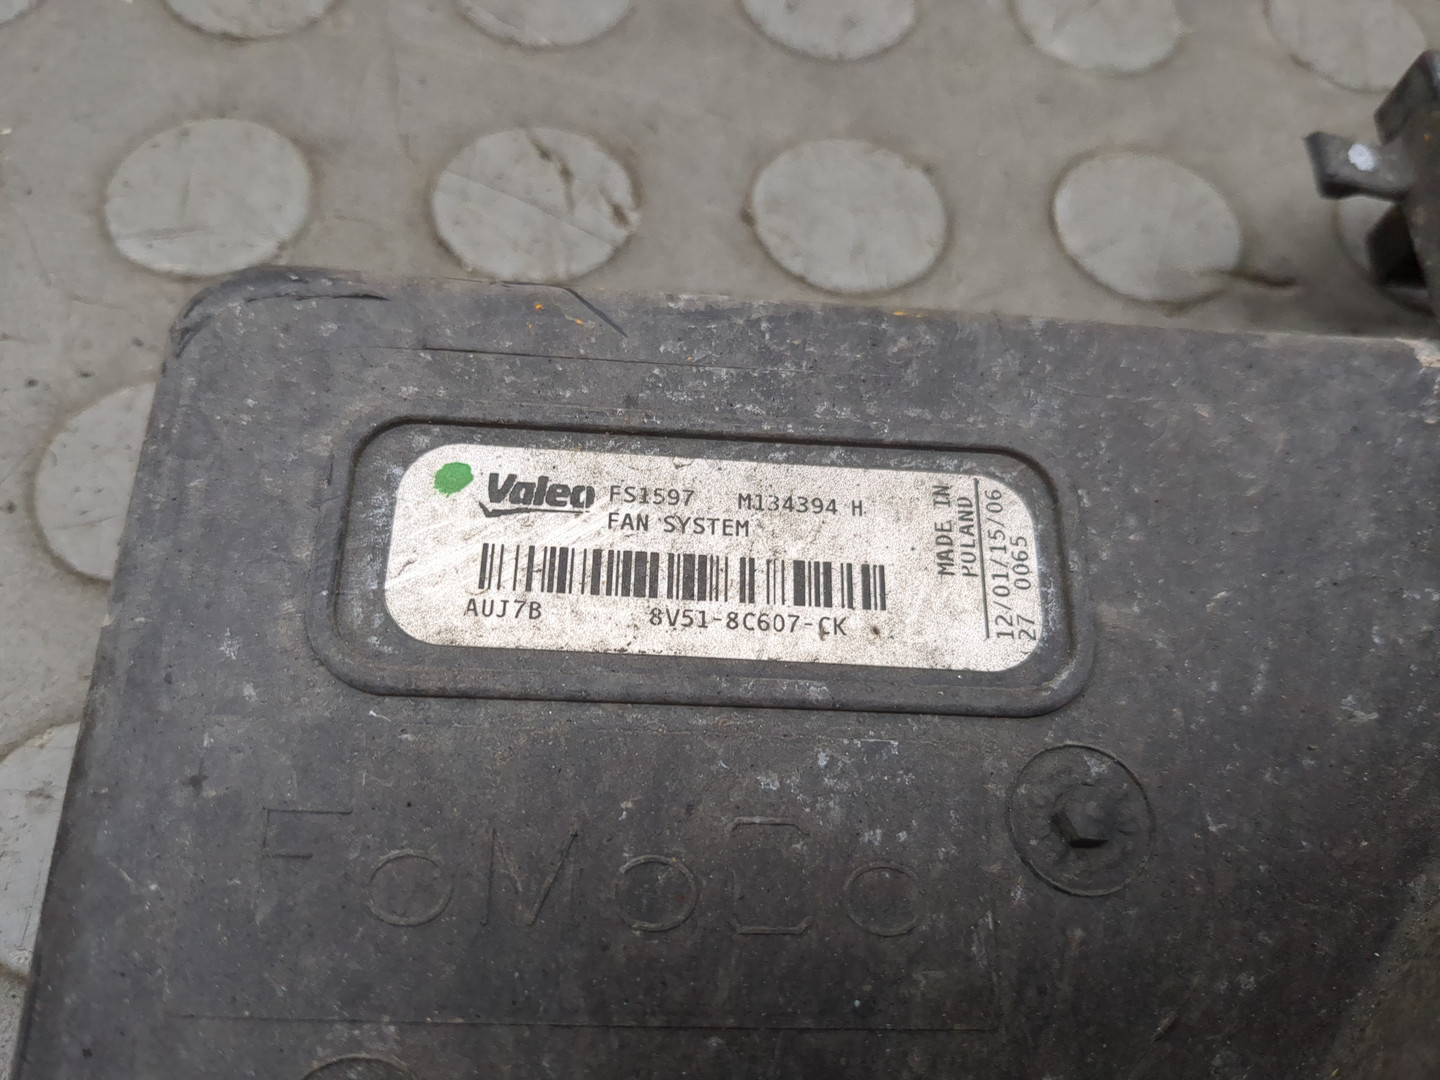 Valeo FS1597 M134394 H
FAN SYSTEM
AUJ7B 8V51-8C607-CK
MADE IN
POLAND
12/01/15/06
27 0065
FoMoCo